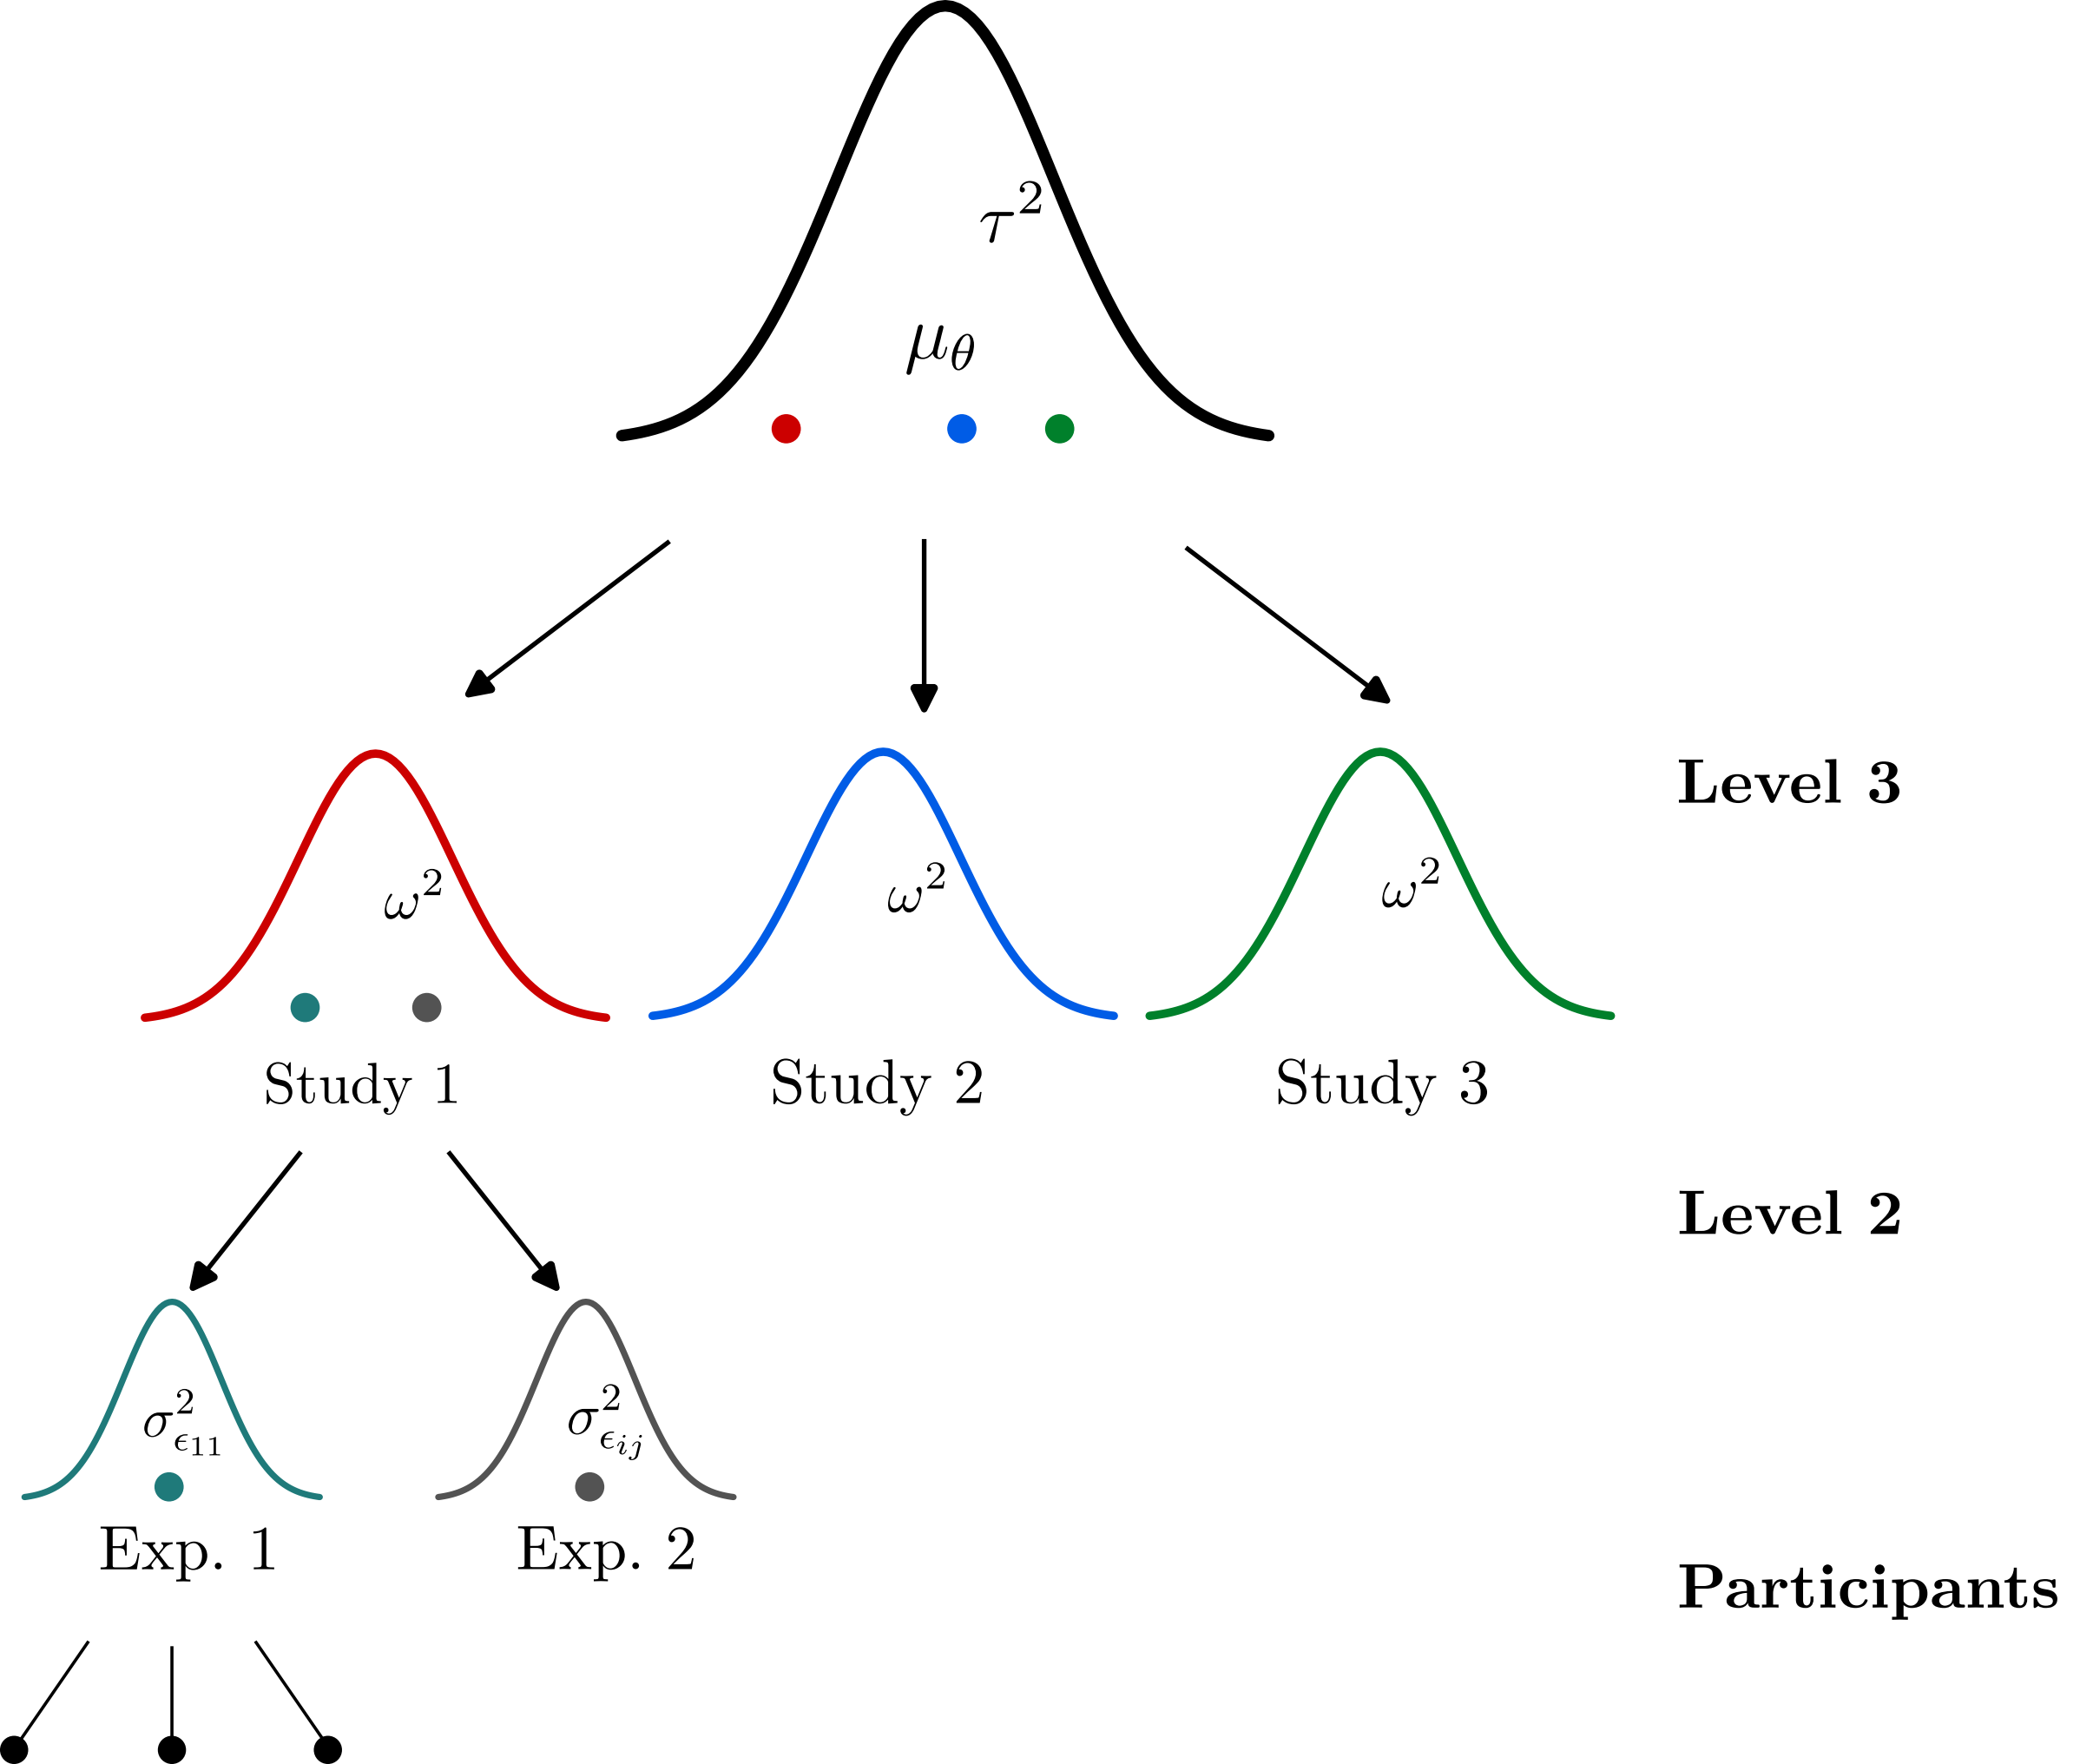 τ²
μ_θ
Level 3
ω² ω² ω²
Study 1 Study 2 Study 3
Level 2
σ²_ϵ₁₁ σ²_ϵᵢⱼ
Exp. 1 Exp. 2
Participants